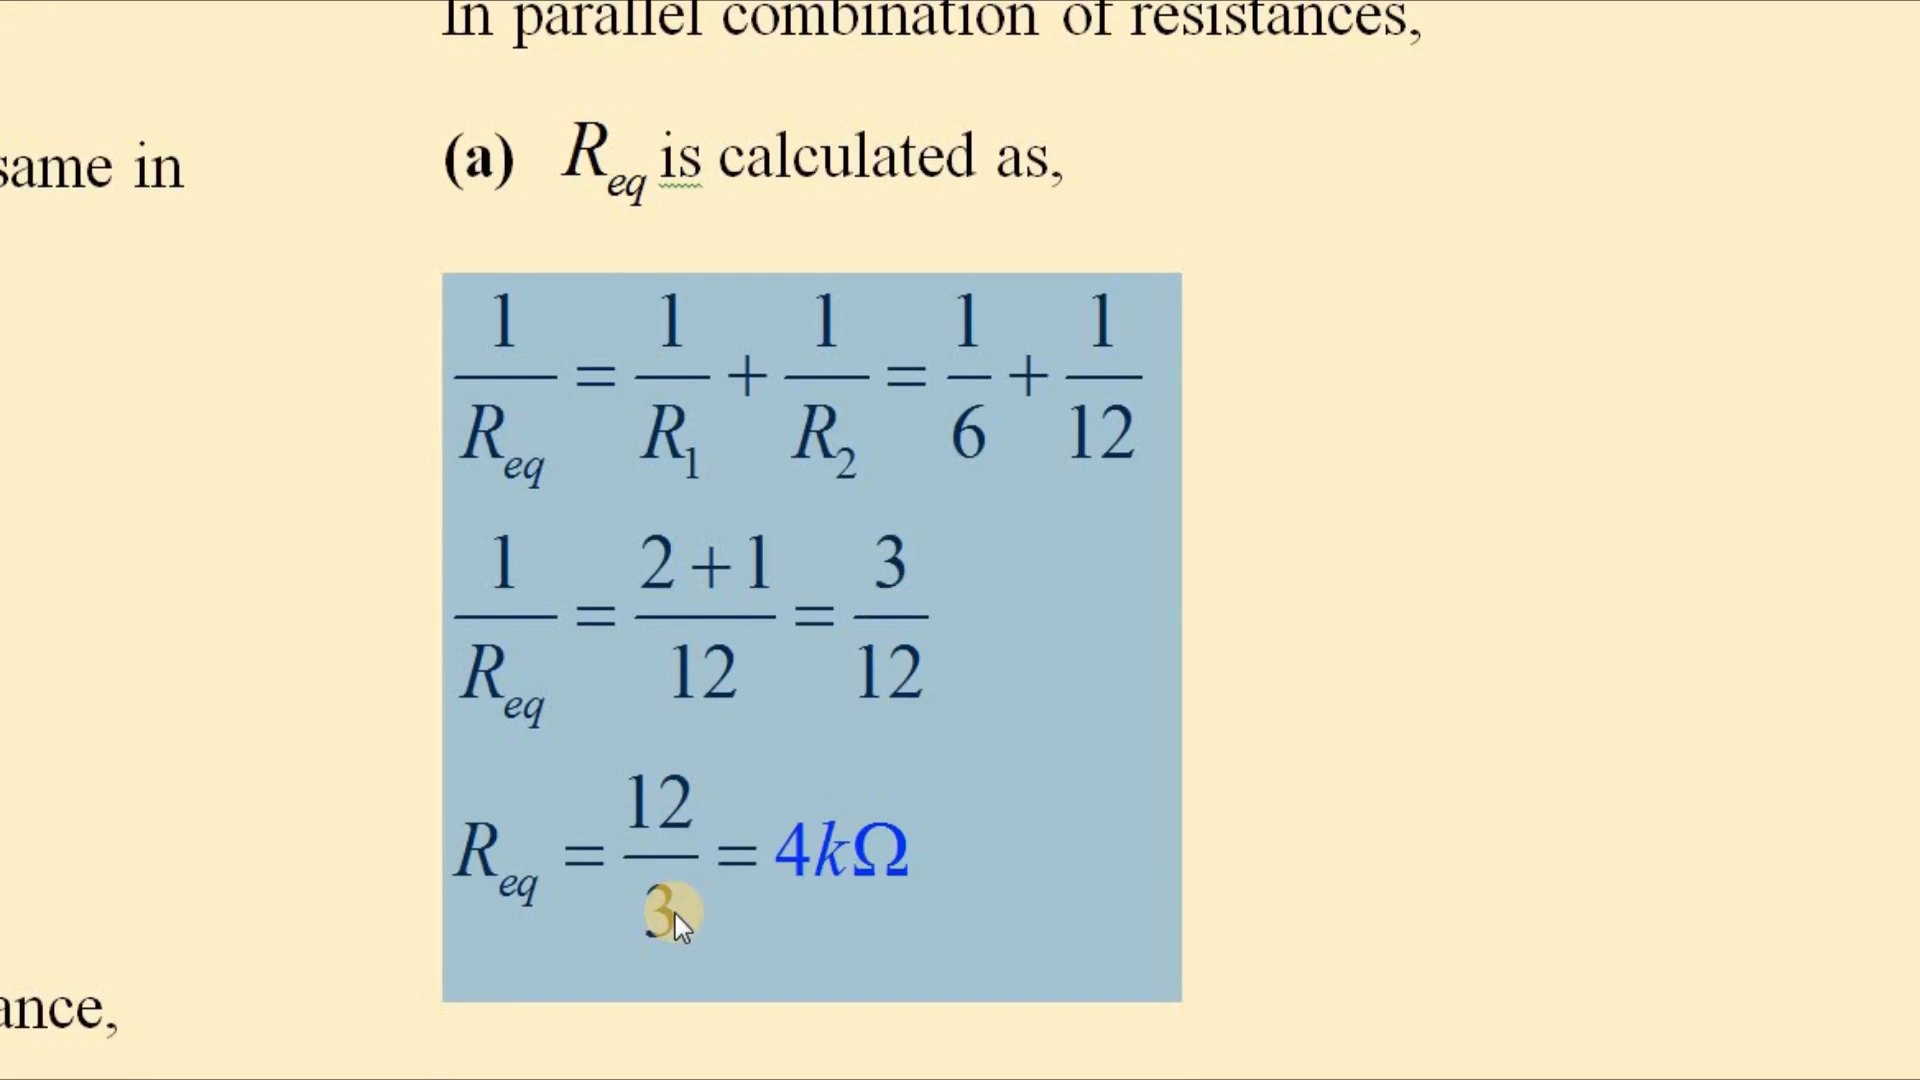 In parallel combination of resistances,
same in
(a) R_eq is calculated as,
1/R_eq = 1/R_1 + 1/R_2 = 1/6 + 1/12
1/R_eq = (2+1)/12 = 3/12
R_eq = 12/3 = 4kΩ
ance,